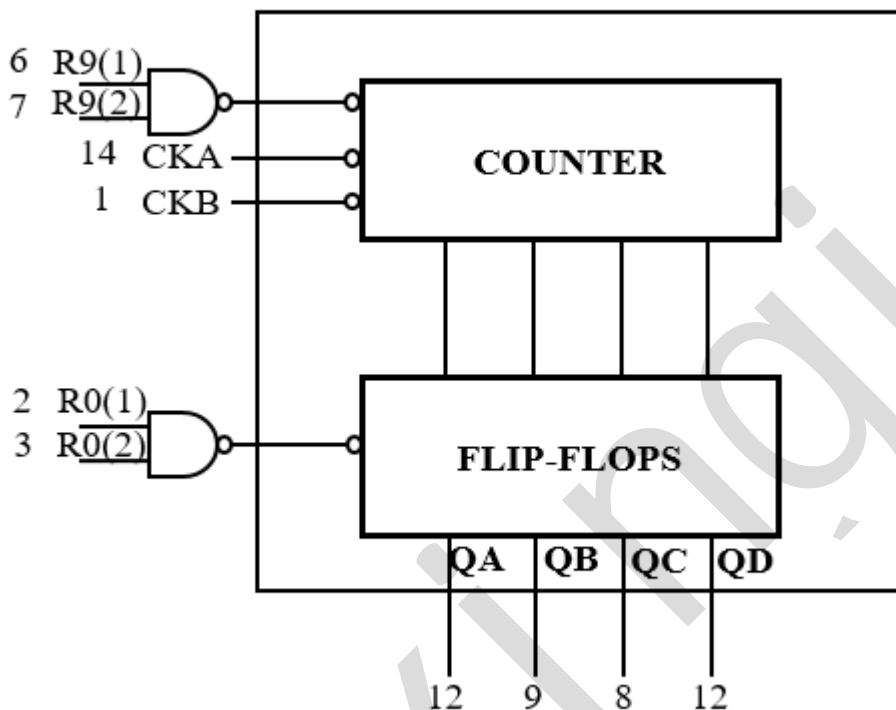 6 R9(1)
7 R9(2)
14 CKA
1 CKB
COUNTER
2 R0(1)
3 R0(2)
FLIP-FLOPS
QA QB QC QD
12 9 8 12